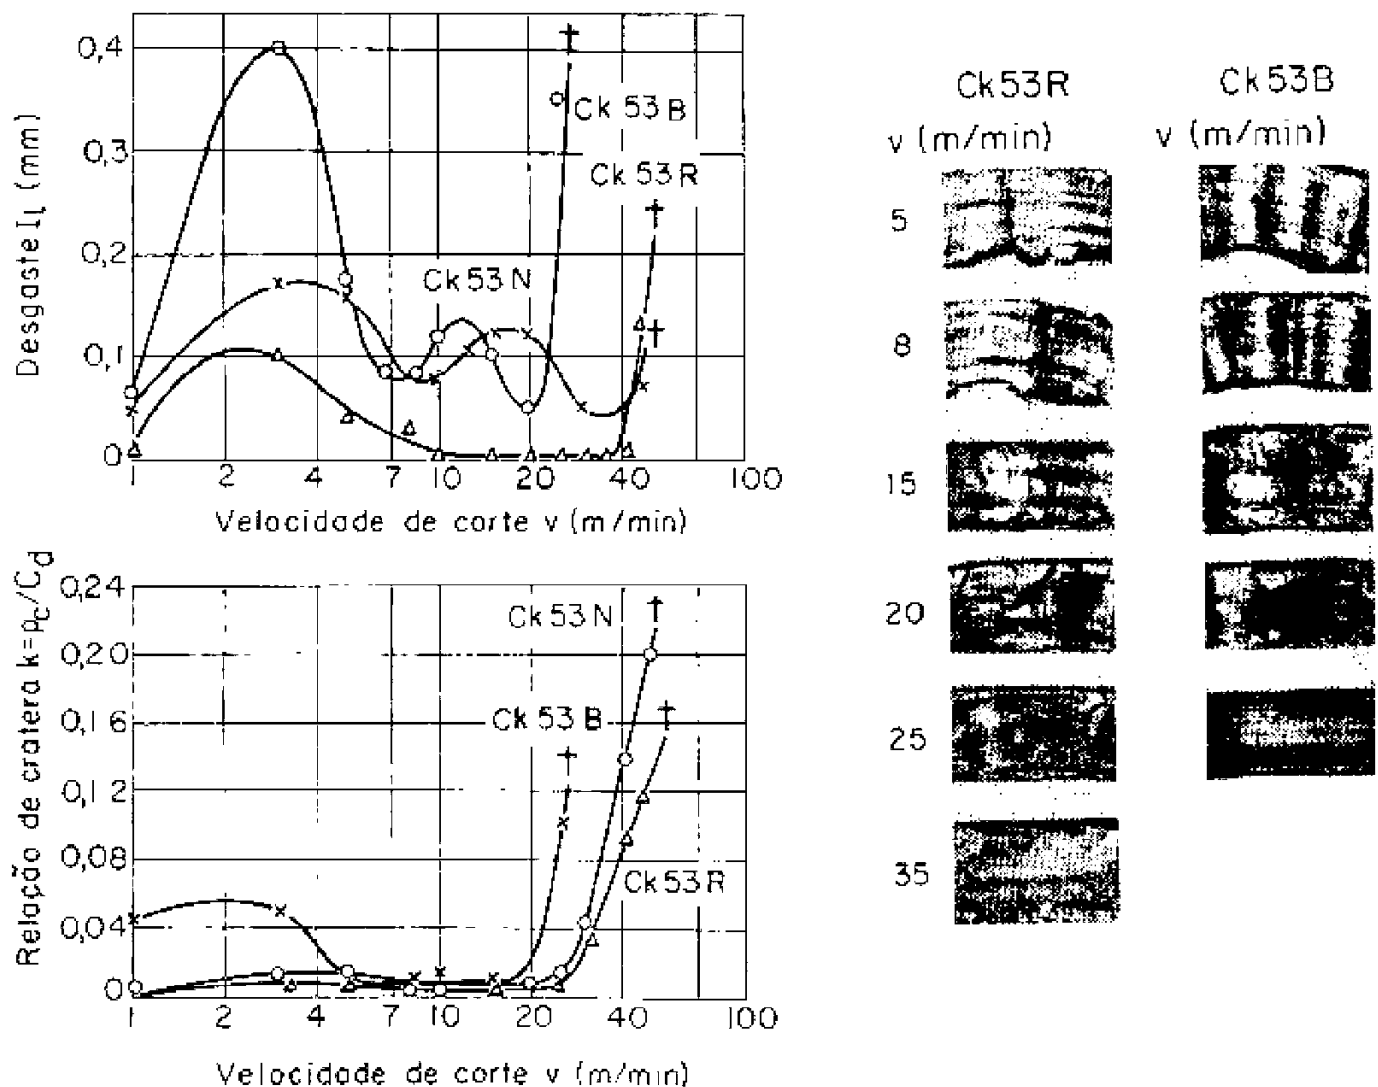 Desgaste Iₗ (mm)
0,4
0,3
0,2
0,1
0
Ck 53 B
Ck 53 R
Ck 53 N
1 2 4 7 10 20 40 100
Velocidade de corte v (m/min)
Relação de cratera k=p_c/C_d
0,24
0,20
0,16
0,12
0,08
0,04
0
Ck 53 N
Ck 53 B
Ck 53 R
1 2 4 7 10 20 40 100
Velocidade de corte v (m/min)
Ck53R Ck53B
v (m/min) v (m/min)
5
8
15
20
25
35